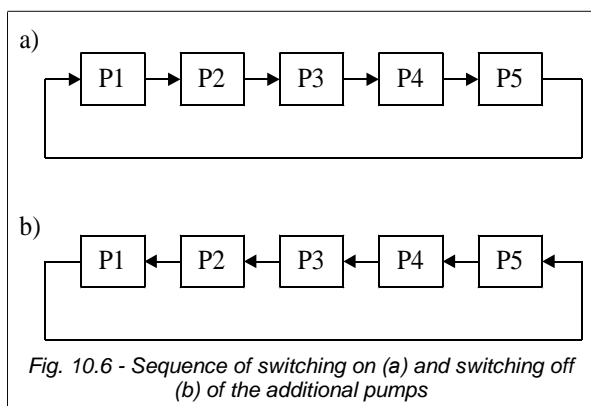 a)
P1 P2 P3 P4 P5
b)
P1 P2 P3 P4 P5
Fig. 10.6 - Sequence of switching on (a) and switching off
(b) of the additional pumps